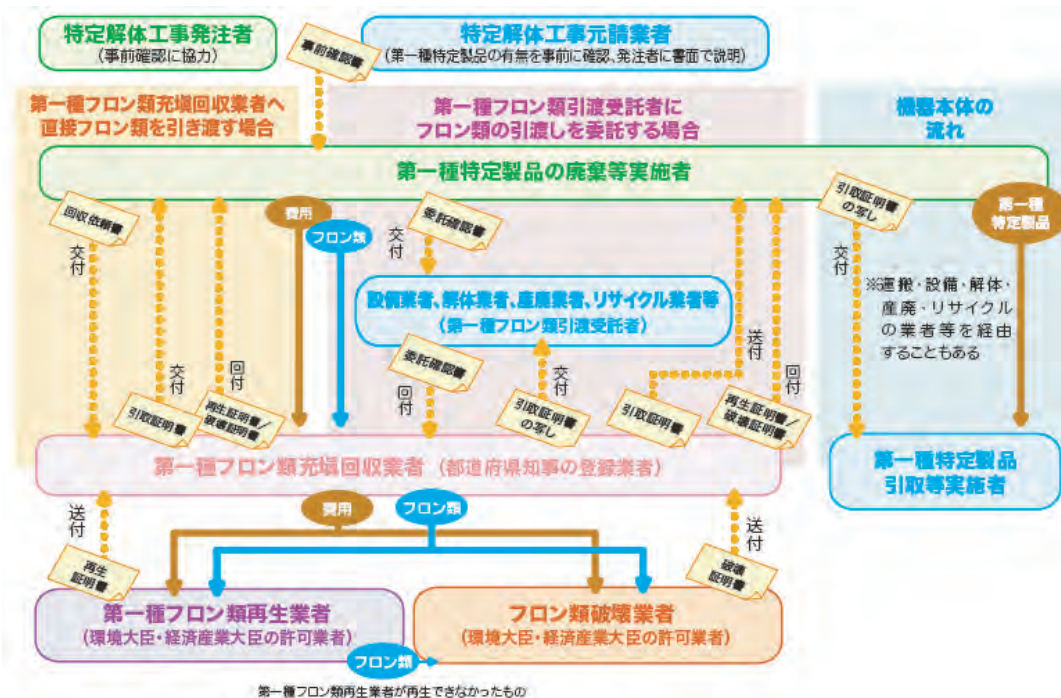 特定解体工事発注者
(事前確認に協力)
事前確認書
特定解体工事元請業者
(第一種特定製品の有無を事前に確認、発注者に書面で説明)
第一種フロン類充塡回収業者へ
直接フロン類を引き渡す場合
第一種フロン類引渡受託者に
フロン類の引渡しを委託する場合
機器本体の
流れ
第一種特定製品の廃棄等実施者
回収依頼書
交付
引取証明書
交付
再生証明書/
破壊証明書
回付
費用
フロン類
委託確認書
交付
設備業者、解体業者、産廃業者、リサイクル業者等
(第一種フロン類引渡受託者)
委託確認書
回付
引取証明書
の写し
交付
引取証明書
送付
再生証明書/
破壊証明書
回付
引取証明書
の写し
交付
第一種
特定製品
※運搬・設備・解体・
産廃・リサイクル
の業者等を経由
することもある
第一種フロン類充塡回収業者(都道府県知事の登録業者)
第一種特定製品
引取等実施者
送付
再生
証明書
費用
フロン類
破壊
証明書
送付
第一種フロン類再生業者
(環境大臣・経済産業大臣の許可業者)
フロン類破壊業者
(環境大臣・経済産業大臣の許可業者)
フロン類
第一種フロン類再生業者が再生できなかったもの